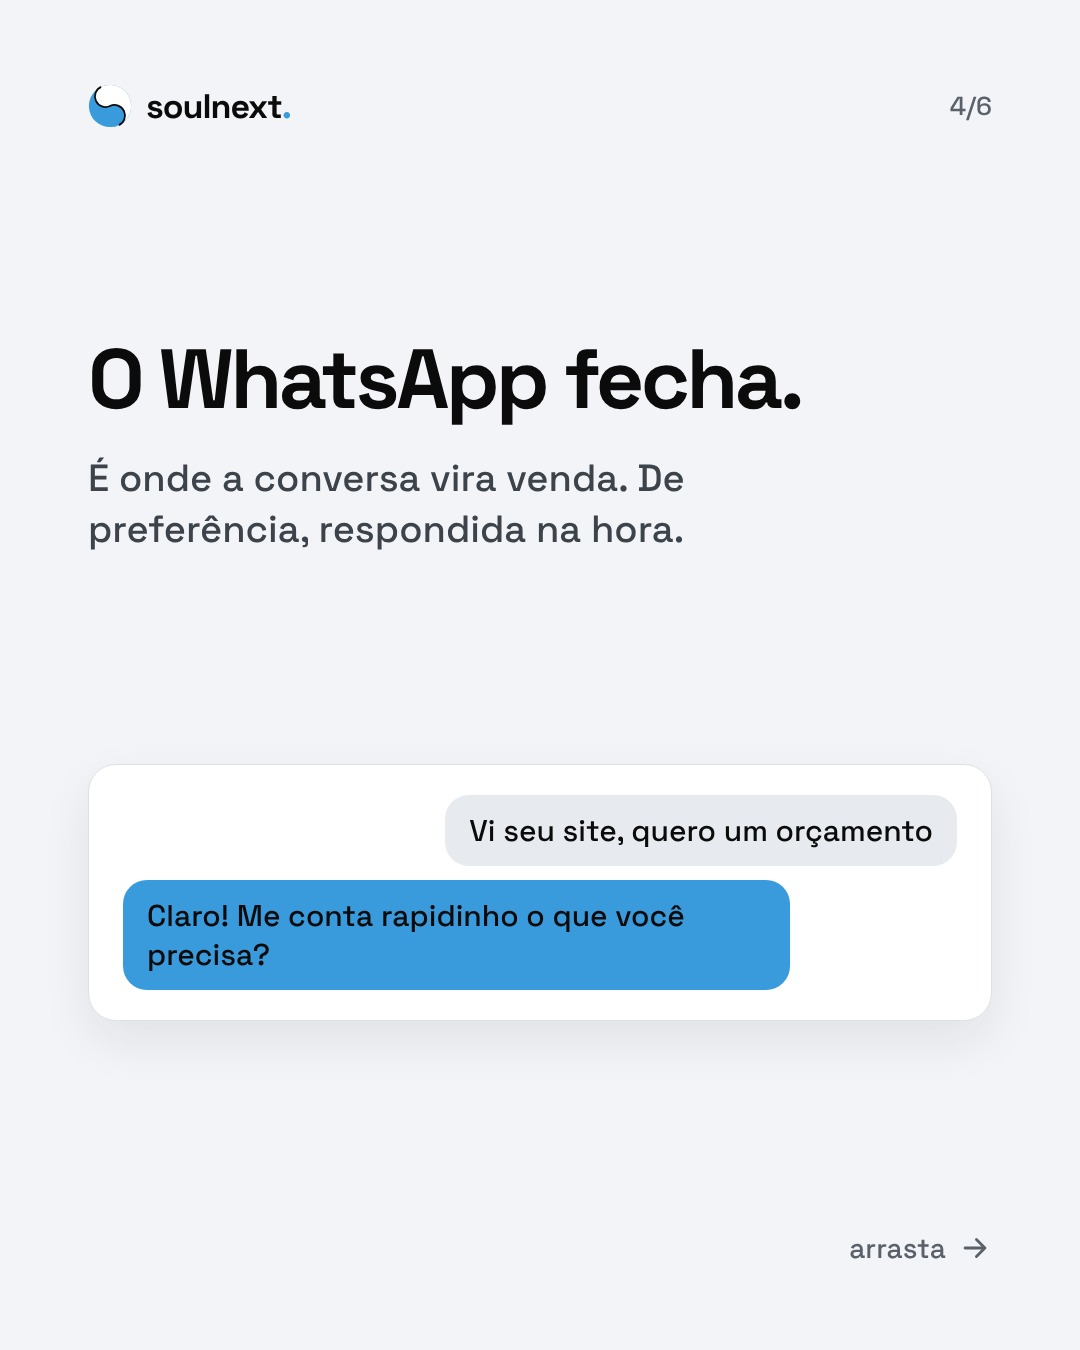 soulnext.
4/6
O WhatsApp fecha.
É onde a conversa vira venda. De
preferência, respondida na hora.
Vi seu site, quero um orçamento
Claro! Me conta rapidinho o que você
precisa?
arrasta →